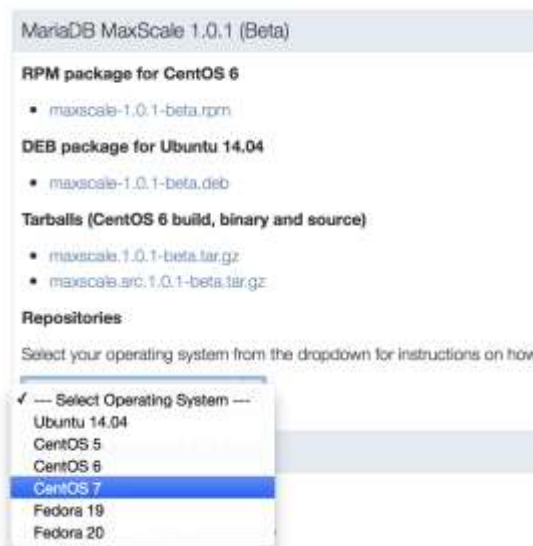 MariaDB MaxScale 1.0.1 (Beta)
RPM package for CentOS 6
maxscale-1.0.1-beta.rpm
DEB package for Ubuntu 14.04
maxscale-1.0.1-beta.deb
Tarballs (CentOS 6 build, binary and source)
maxscale.1.0.1-beta.tar.gz
maxscale.src.1.0.1-beta.tar.gz
Repositories
Select your operating system from the dropdown for instructions on how
✓ --- Select Operating System ---
Ubuntu 14.04
CentOS 5
CentOS 6
CentOS 7
Fedora 19
Fedora 20